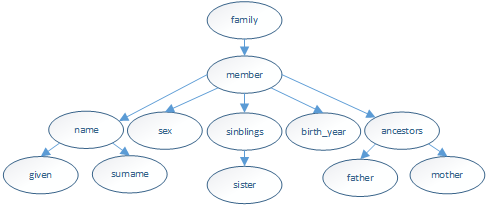 family
member
name
sex
sinblings
birth_year
ancestors
given
surname
sister
father
mother